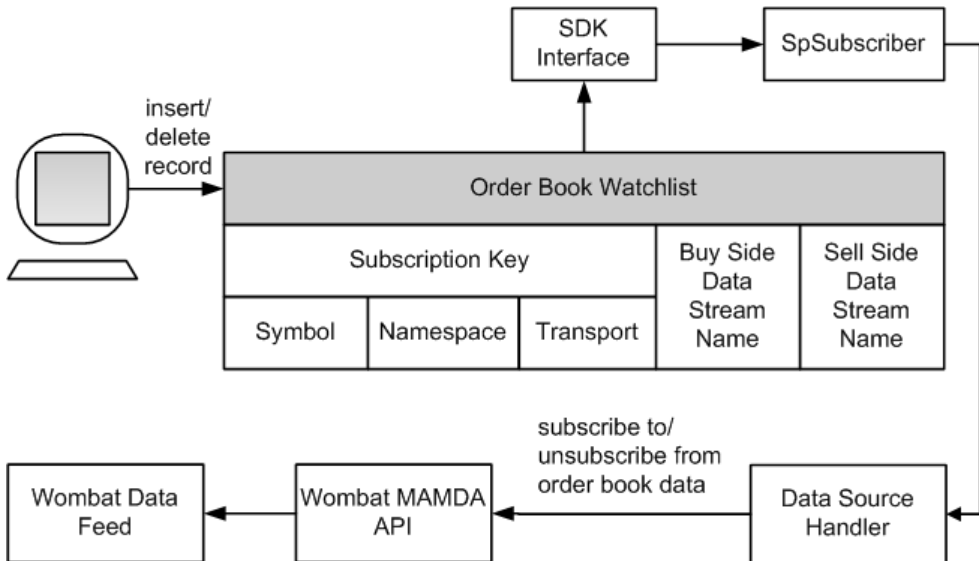 SDK
Interface
SpSubscriber
insert/
delete
record
Order Book Watchlist
Subscription Key
Buy Side
Data
Stream
Name
Sell Side
Data
Stream
Name
Symbol
Namespace
Transport
subscribe to/
unsubscribe from
order book data
Wombat Data
Feed
Wombat MAMDA
API
Data Source
Handler